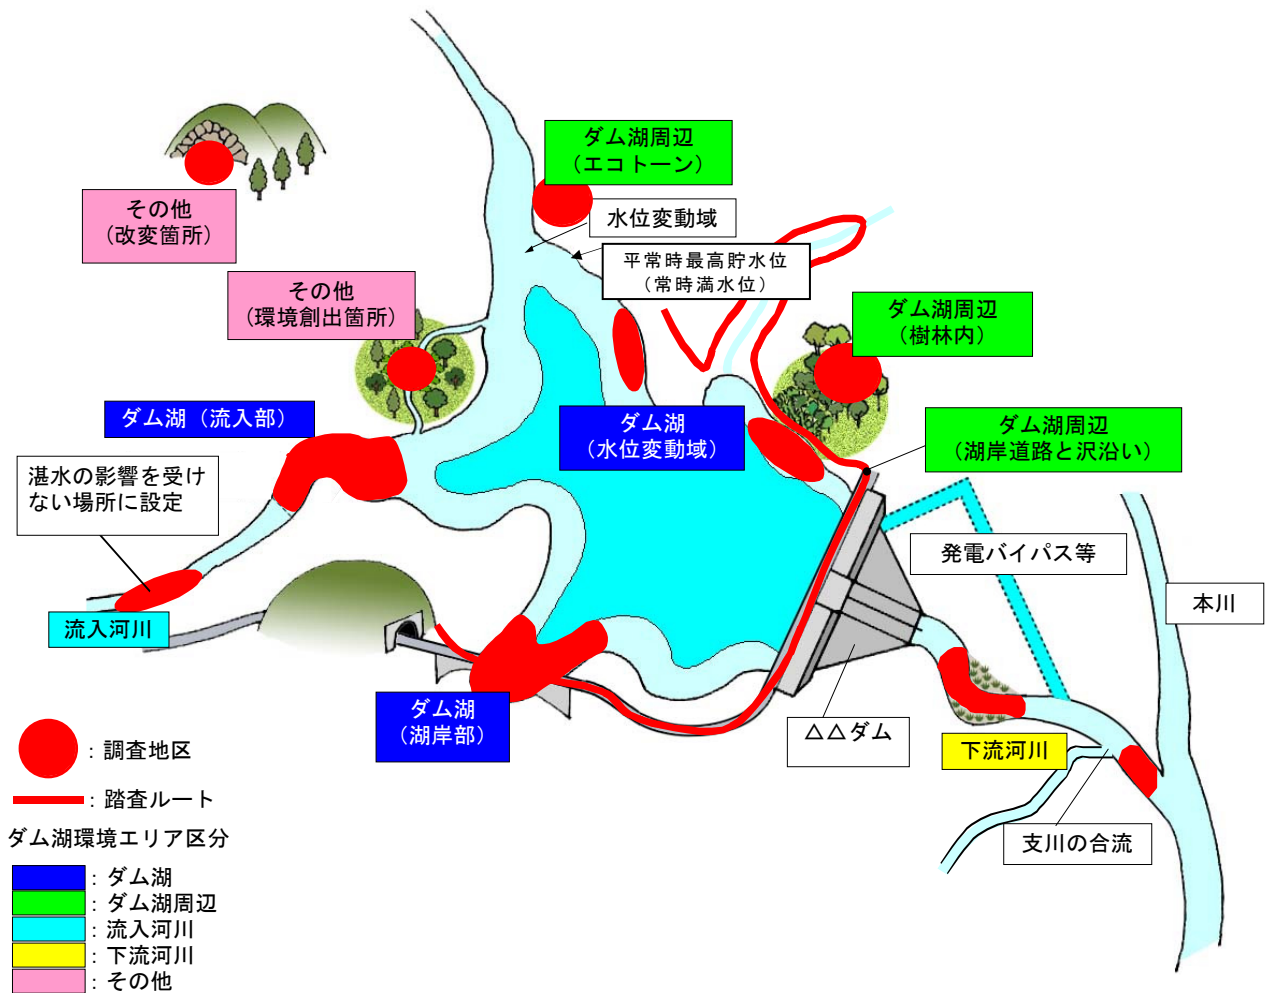 ダム湖周辺
（エコトーン）
水位変動域
その他
（改変箇所）
平常時最高貯水位
（常時満水位）
その他
（環境創出箇所）
ダム湖周辺
（樹林内）
ダム湖（流入部）
ダム湖
（水位変動域）
ダム湖周辺
（湖岸道路と沢沿い）
湛水の影響を受け
ない場所に設定
発電バイパス等
本川
流入河川
ダム湖
（湖岸部）
△△ダム
下流河川
支川の合流
：調査地区
：踏査ルート
ダム湖環境エリア区分
：ダム湖
：ダム湖周辺
：流入河川
：下流河川
：その他